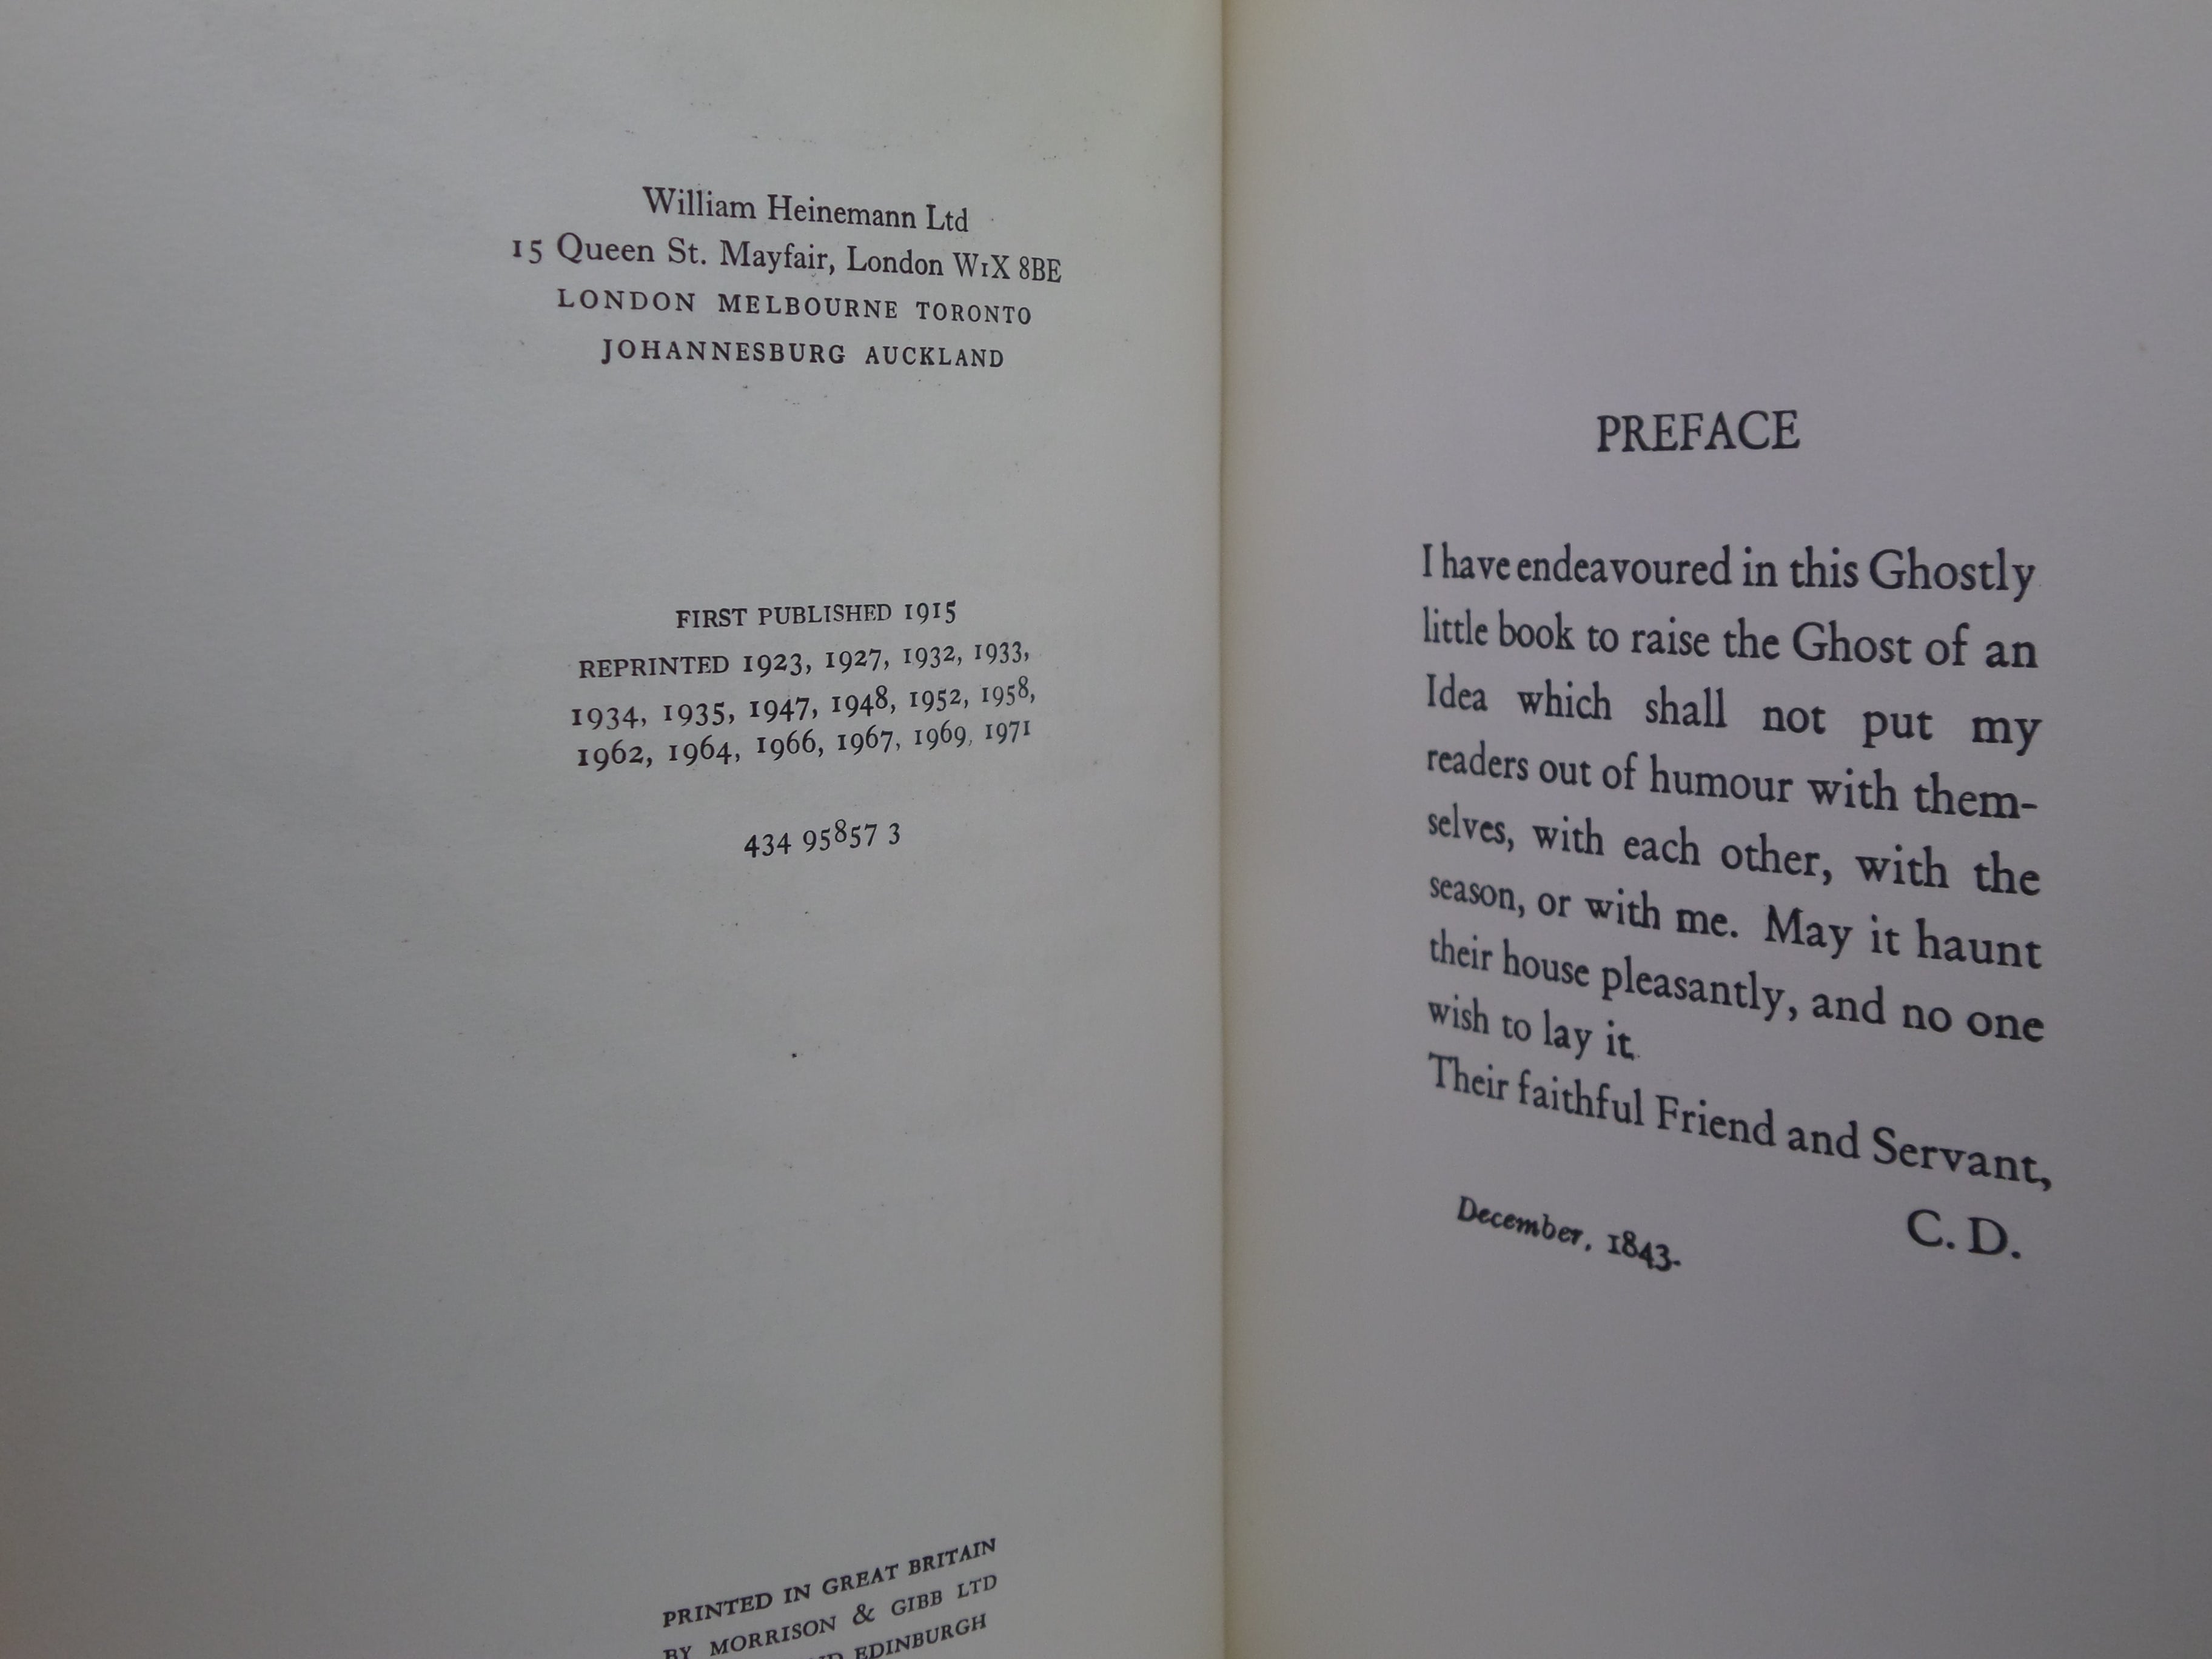 William Heinemann Ltd
15 Queen St. Mayfair, London W1X 8BE
LONDON MELBOURNE TORONTO
JOHANNESBURG AUCKLAND
FIRST PUBLISHED 1915
REPRINTED 1923, 1927, 1932, 1933,
1934, 1935, 1947, 1948, 1952, 1958,
1962, 1964, 1966, 1967, 1969, 1971
434 95857 3
PRINTED IN GREAT BRITAIN
BY MORRISON & GIBB LTD
EDINBURGH
PREFACE
I have endeavoured in this Ghostly
little book to raise the Ghost of an
Idea which shall not put my
readers out of humour with them-
selves, with each other, with the
season, or with me. May it haunt
their house pleasantly, and no one
wish to lay it.
Their faithful Friend and Servant,
C. D.
December, 1843.